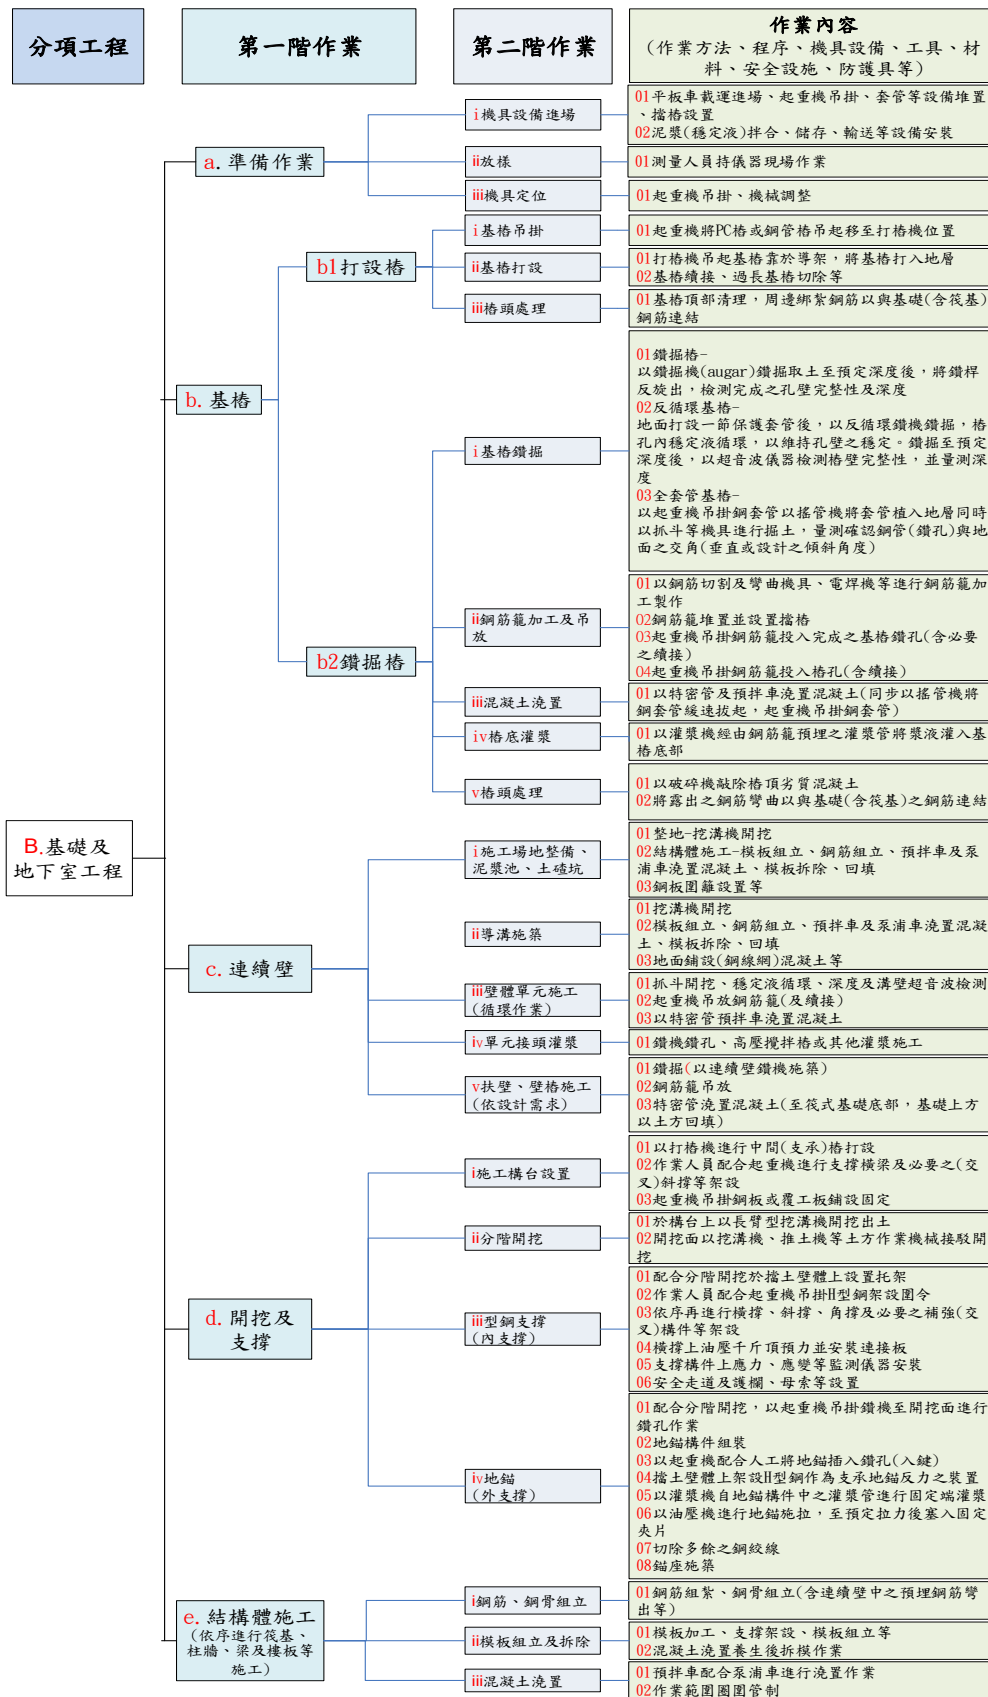 分項工程
第一階作業
第二階作業
作業內容
(作業方法、程序、機具設備、工具、材
料、安全設施、防護具等)
B.基礎及
地下室工程
a. 準備作業
i機具設備進場
01平板車載運進場、起重機吊掛、套管等設備堆置
、擋樁設置
02泥漿(穩定液)拌合、儲存、輸送等設備安裝
ii放樣
01測量人員持儀器現場作業
iii機具定位
01起重機吊掛、機械調整
b. 基樁
b1打設樁
i基樁吊掛
01起重機將PC樁或鋼管樁吊起移至打樁機位置
ii基樁打設
01打樁機吊起基樁靠於導架，將基樁打入地層
02基樁續接、過長基樁切除等
iii樁頭處理
01基樁頂部清理，周邊綁紮鋼筋以與基礎(含筏基)
鋼筋連結
b2鑽掘樁
i基樁鑽掘
01鑽掘樁-
以鑽掘機(augar)鑽掘取土至預定深度後，將鑽桿
反旋出，檢測完成之孔壁完整性及深度
02反循環基樁-
地面打設一節保護套管後，以反循環鑽機鑽掘，樁
孔內穩定液循環，以維持孔壁之穩定。鑽掘至預定
深度後，以超音波儀器檢測樁壁完整性，並量測深
度
03全套管基樁-
以起重機吊掛鋼套管以搖管機將套管植入地層同時
以抓斗等機具進行掘土，量測確認鋼管(鑽孔)與地
面之交角(垂直或設計之傾斜角度)
ii鋼筋籠加工及吊
放
01以鋼筋切割及彎曲機具、電焊機等進行鋼筋籠加
工製作
02鋼筋籠堆置並設置擋樁
03起重機吊掛鋼筋籠投入完成之基樁鑽孔(含必要
之續接)
04起重機吊掛鋼筋籠投入樁孔(含續接)
iii混凝土澆置
01以特密管及預拌車澆置混凝土(同步以搖管機將
鋼套管緩速拔起，起重機吊掛鋼套管)
iv樁底灌漿
01以灌漿機經由鋼筋籠預埋之灌漿管將漿液灌入基
樁底部
v樁頭處理
01以破碎機敲除樁頂劣質混凝土
02將露出之鋼筋彎曲以與基礎(含筏基)之鋼筋連結
c. 連續壁
i施工場地整備、
泥漿池、土碴坑
01整地-挖溝機開挖
02結構體施工-模板組立、鋼筋組立、預拌車及泵
浦車澆置混凝土、模板拆除、回填
03鋼板圍籬設置等
ii導溝施築
01挖溝機開挖
02模板組立、鋼筋組立、預拌車及泵浦車澆置混凝
土、模板拆除、回填
03地面鋪設(鋼線網)混凝土等
iii壁體單元施工
(循環作業)
01抓斗開挖、穩定液循環、深度及溝壁超音波檢測
02起重機吊放鋼筋籠(及續接)
03以特密管預拌車澆置混凝土
iv單元接頭灌漿
01鑽機鑽孔、高壓攪拌樁或其他灌漿施工
v扶壁、壁樁施工
(依設計需求)
01鑽掘(以連續壁鑽機施築)
02鋼筋籠吊放
03特密管澆置混凝土(至筏式基礎底部，基礎上方
以土方回填)
d. 開挖及
支撐
i施工構台設置
01以打樁機進行中間(支承)樁打設
02作業人員配合起重機進行支撐橫梁及必要之(交
叉)斜撐等架設
03起重機吊掛鋼板或覆工板鋪設固定
ii分階開挖
01於構台上以長臂型挖溝機開挖出土
02開挖面以挖溝機、推土機等土方作業機械接駁開
挖
iii型鋼支撐
(內支撐)
01配合分階開挖於擋土壁體上設置托架
02作業人員配合起重機吊掛H型鋼架設圍令
03依序再進行橫撐、斜撐、角撐及必要之補強(交
叉)構件等架設
04橫撐上油壓千斤頂預力並安裝連接板
05支撐構件上應力、應變等監測儀器安裝
06安全走道及護欄、母索等設置
iv地錨
(外支撐)
01配合分階開挖，以起重機吊掛鑽機至開挖面進行
鑽孔作業
02地錨構件組裝
03以起重機配合人工將地錨插入鑽孔(入鍵)
04擋土壁體上架設H型鋼作為支承地錨反力之裝置
05以灌漿機自地錨構件中之灌漿管進行固定端灌漿
06以油壓機進行地錨施拉，至預定拉力後塞入固定
夾片
07切除多餘之鋼絞線
08錨座施築
e. 結構體施工
(依序進行筏基、
柱牆、梁及樓板等
施工)
i鋼筋、鋼骨組立
01鋼筋組紮、鋼骨組立(含連續壁中之預埋鋼筋彎
出等)
ii模板組立及拆除
01模板加工、支撐架設、模板組立等
02混凝土澆置養生後拆模作業
iii混凝土澆置
01預拌車配合泵浦車進行澆置作業
02作業範圍圈圍管制